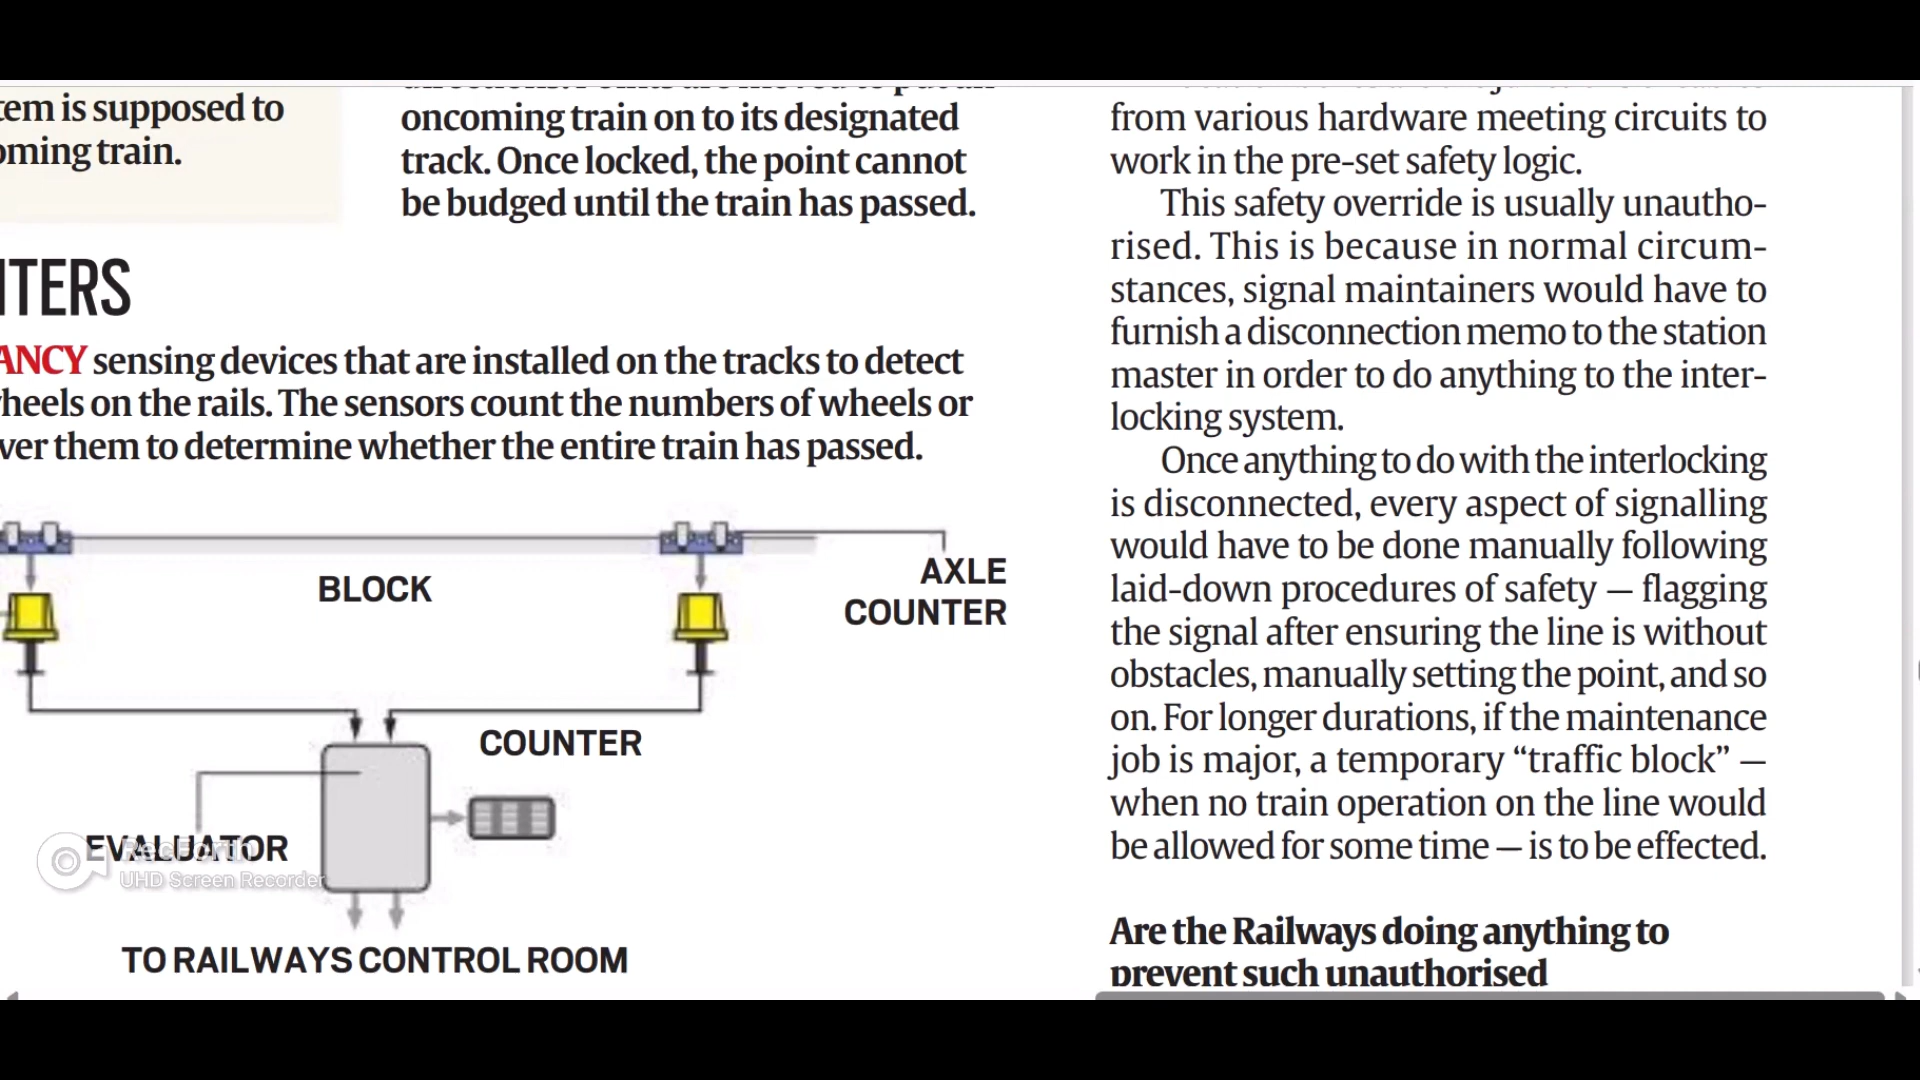 tem is supposed to
oming train.
oncoming train on to its designated
track. Once locked, the point cannot
be budged until the train has passed.
TERS
ANCY sensing devices that are installed on the tracks to detect
heels on the rails. The sensors count the numbers of wheels or
ver them to determine whether the entire train has passed.
BLOCK
AXLE
COUNTER
COUNTER
EVALUATOR
RecForth
UHD Screen Recorder
TO RAILWAYS CONTROL ROOM
from various hardware meeting circuits to
work in the pre-set safety logic.
This safety override is usually unautho-
rised. This is because in normal circum-
stances, signal maintainers would have to
furnish a disconnection memo to the station
master in order to do anything to the inter-
locking system.
Once anything to do with the interlocking
is disconnected, every aspect of signalling
would have to be done manually following
laid-down procedures of safety — flagging
the signal after ensuring the line is without
obstacles, manually setting the point, and so
on. For longer durations, if the maintenance
job is major, a temporary “traffic block” —
when no train operation on the line would
be allowed for some time — is to be effected.
Are the Railways doing anything to
prevent such unauthorised